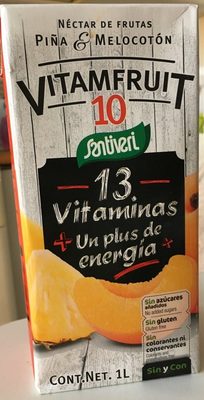 NÉCTAR DE FRUTAS
PIÑA & MELOCOTÓN
VITAMFRUIT
10
Santiveri
13
Vitaminas
+ Un plus de +
energía
Sin azúcares
añadidos
No added sugars
Sin gluten
Gluten free
Sin colorantes ni
conservantes
Sin y Con
CONT.NET. 1L